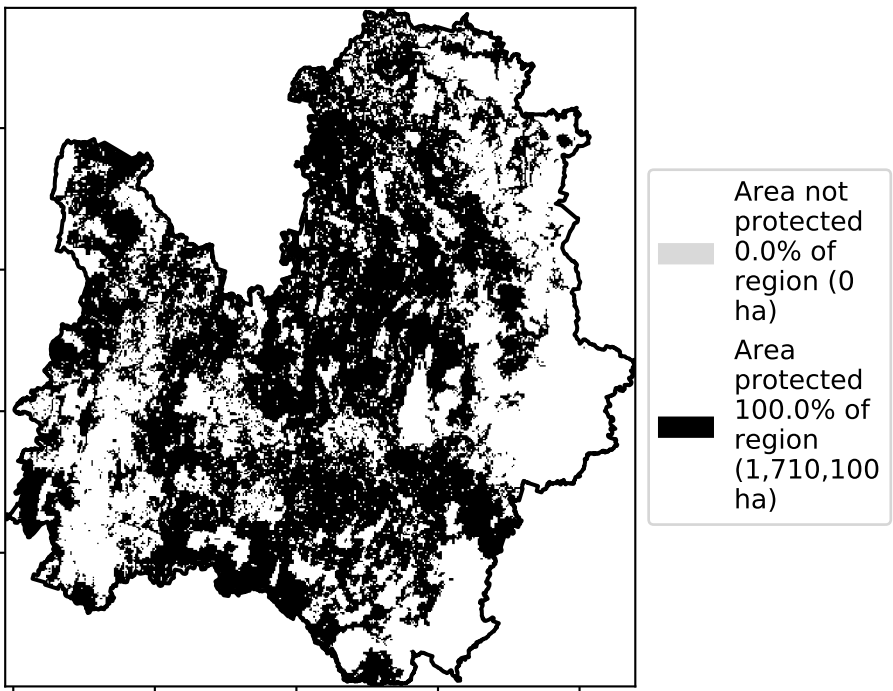 Area not
protected
0.0% of
region (0
ha)
Area
protected
100.0% of
region
(1,710,100
ha)